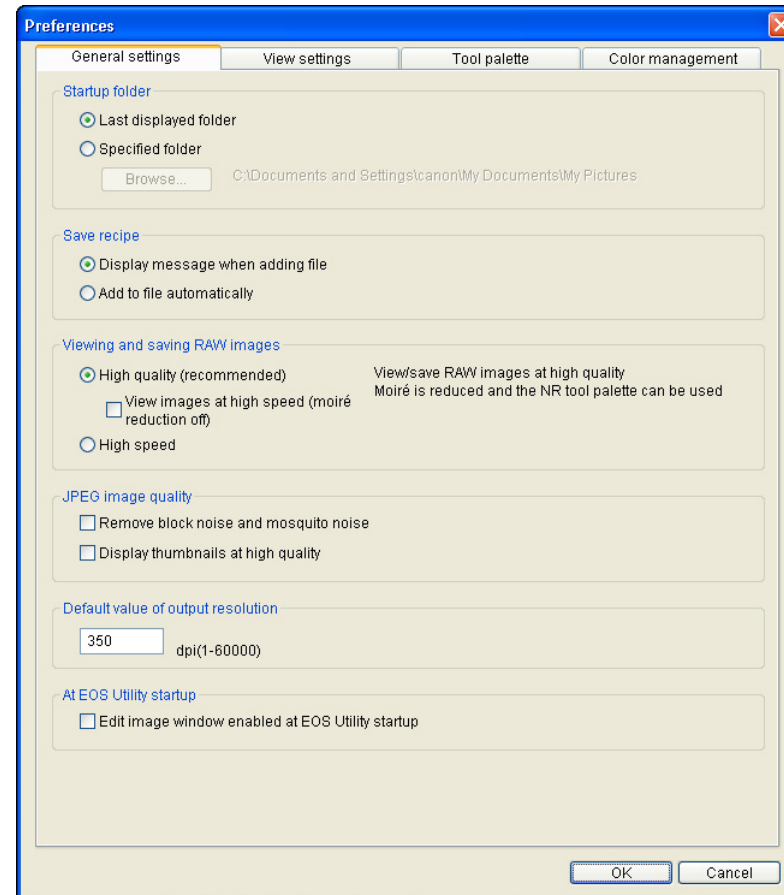 Preferences
General settings
View settings
Tool palette
Color management
Startup folder
Last displayed folder
Specified folder
Browse...
C:\Documents and Settings\canon\My Documents\My Pictures
Save recipe
Display message when adding file
Add to file automatically
Viewing and saving RAW images
High quality (recommended)
View/save RAW images at high quality
Moiré is reduced and the NR tool palette can be used
View images at high speed (moiré
reduction off)
High speed
JPEG image quality
Remove block noise and mosquito noise
Display thumbnails at high quality
Default value of output resolution
350
dpi(1-60000)
At EOS Utility startup
Edit image window enabled at EOS Utility startup
OK
Cancel